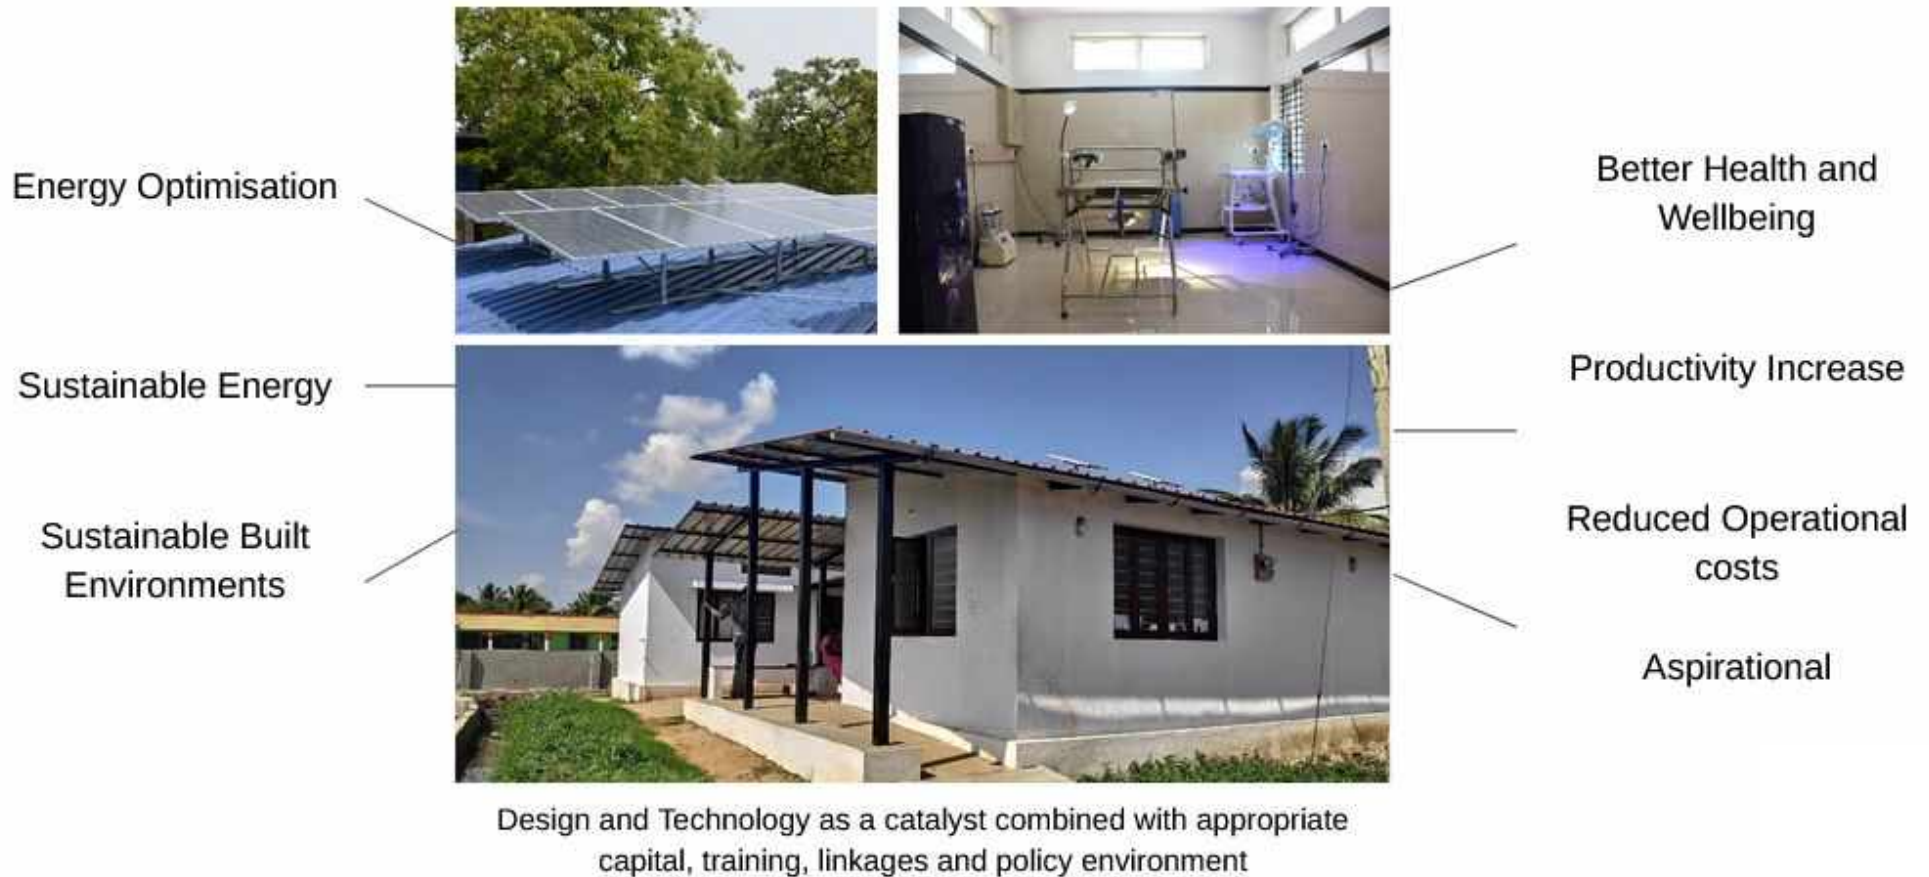 Energy Optimisation
Sustainable Energy
Sustainable Built
Environments
Better Health and
Wellbeing
Productivity Increase
Reduced Operational
costs
Aspirational
Design and Technology as a catalyst combined with appropriate
capital, training, linkages and policy environment